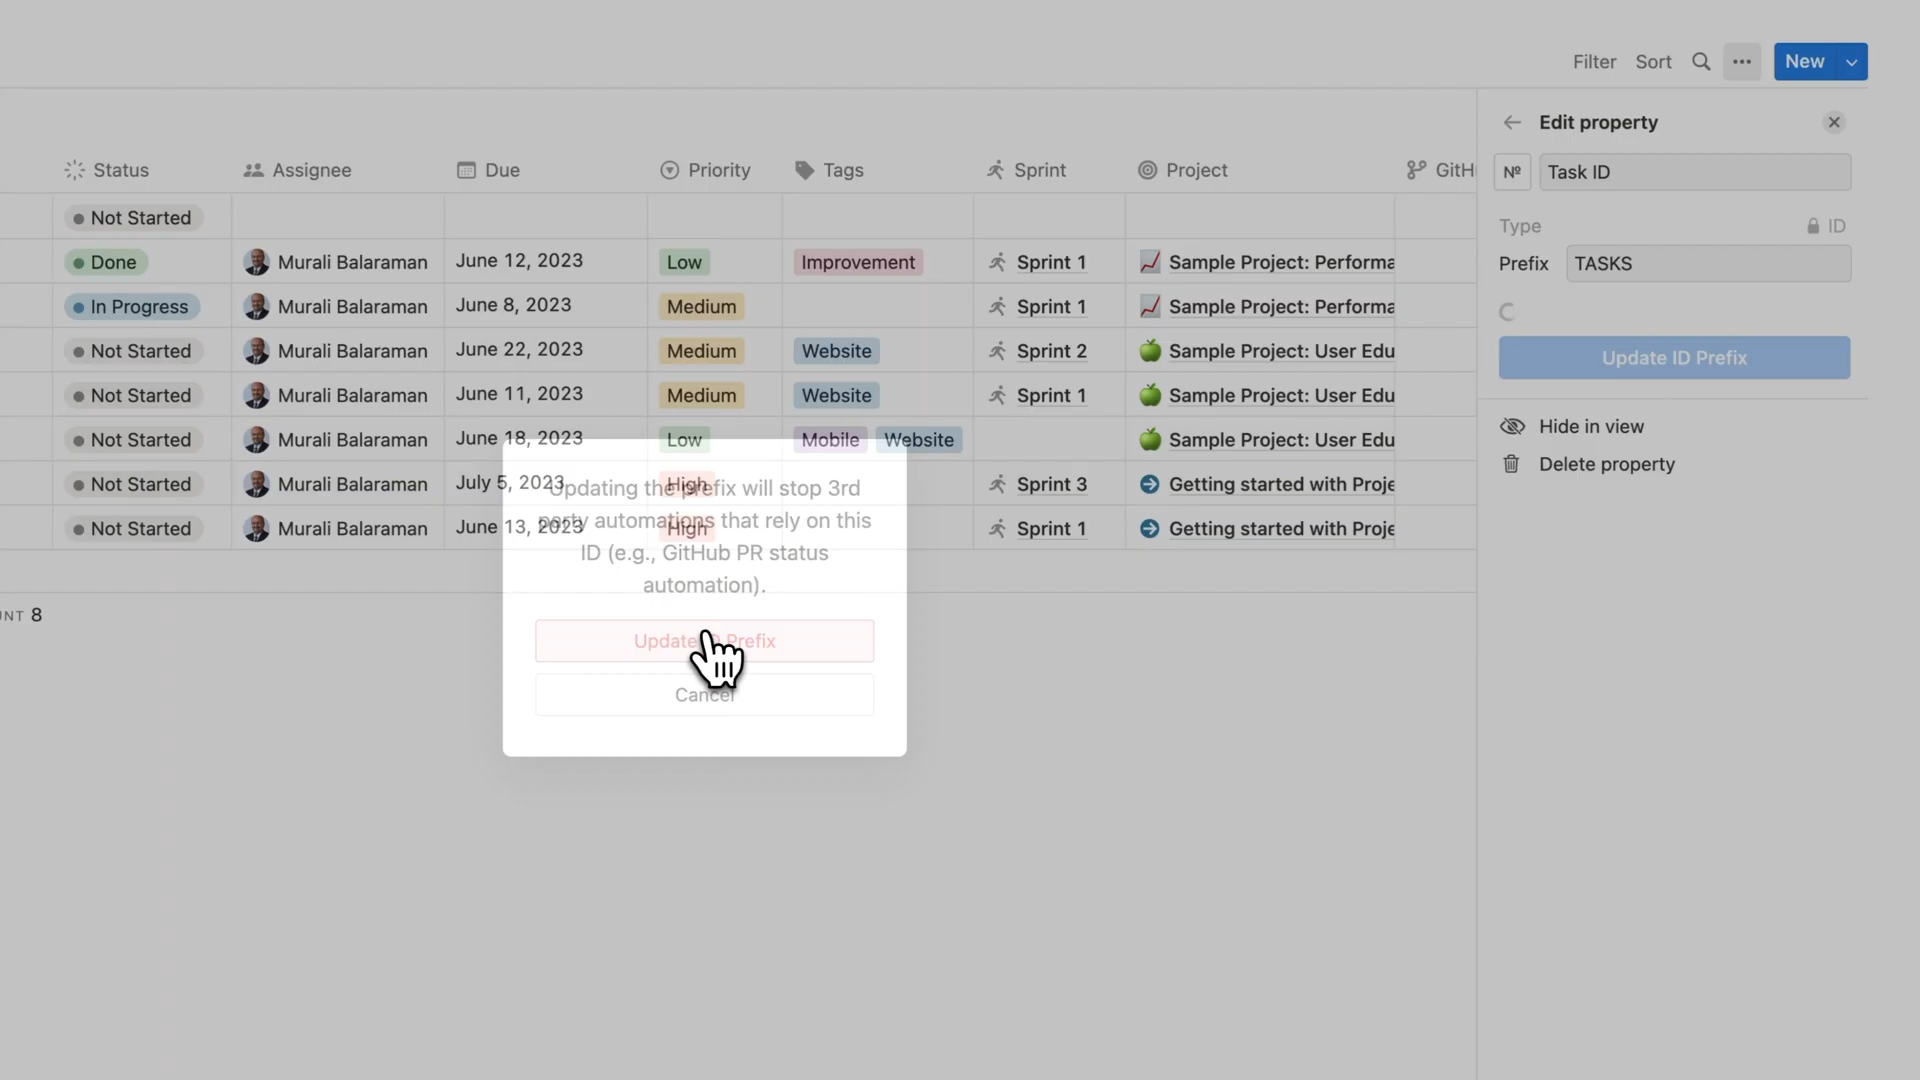 Filter Sort New
Edit property
Status Assignee Due Priority Tags Sprint Project GitH
Nº Task ID
Not Started
Type ID
Done Murali Balaraman June 12, 2023 Low Improvement Sprint 1 Sample Project: Performa
Prefix TASKS
In Progress Murali Balaraman June 8, 2023 Medium Sprint 1 Sample Project: Performa
Not Started Murali Balaraman June 22, 2023 Medium Website Sprint 2 Sample Project: User Edu
Update ID Prefix
Not Started Murali Balaraman June 11, 2023 Medium Website Sprint 1 Sample Project: User Edu
Hide in view
Not Started Murali Balaraman June 18, 2023 Low Mobile Website Sample Project: User Edu
Delete property
Not Started Murali Balaraman July 5, 2023 High Sprint 3 Getting started with Proje
Not Started Murali Balaraman June 13, 2023 High Sprint 1 Getting started with Proje
UNT 8
Updating the prefix will stop 3rd
party automations that rely on this
ID (e.g., GitHub PR status
automation).
Update ID Prefix
Cancel